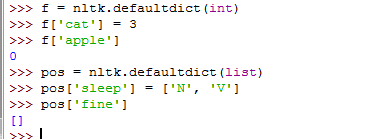 >>> f = nltk.defaultdict(int)
>>> f['cat'] = 3
>>> f['apple']
0
>>> pos = nltk.defaultdict(list)
>>> pos['sleep'] = ['N', 'V']
>>> pos['fine']
[]
>>>